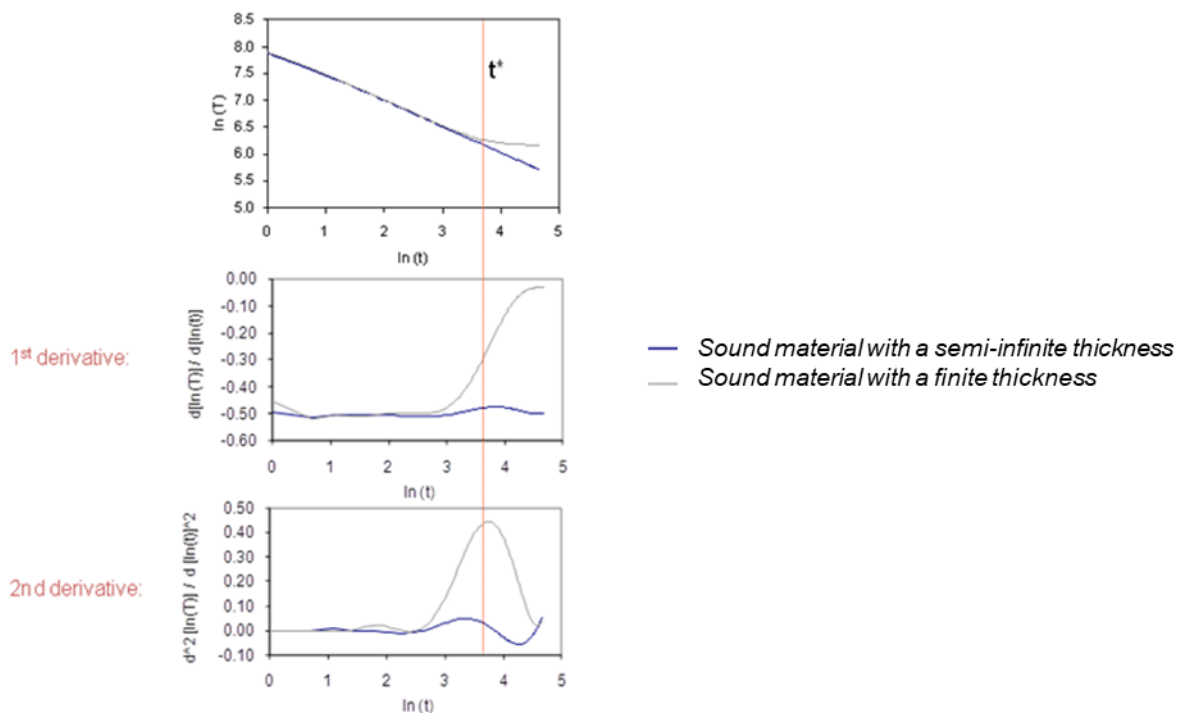 8.5
8.0
7.5
7.0
6.5
6.0
5.5
5.0
ln (T)
t*
0 1 2 3 4 5
ln (t)
1st derivative:
0.00
-0.10
-0.20
-0.30
-0.40
-0.50
-0.60
d[ln(T)] / d[ln(t)]
0 1 2 3 4 5
ln (t)
Sound material with a semi-infinite thickness
Sound material with a finite thickness
2nd derivative:
0.50
0.40
0.30
0.20
0.10
0.00
-0.10
d^2 [ln(T)] / d [ln(t)]^2
0 1 2 3 4 5
ln (t)